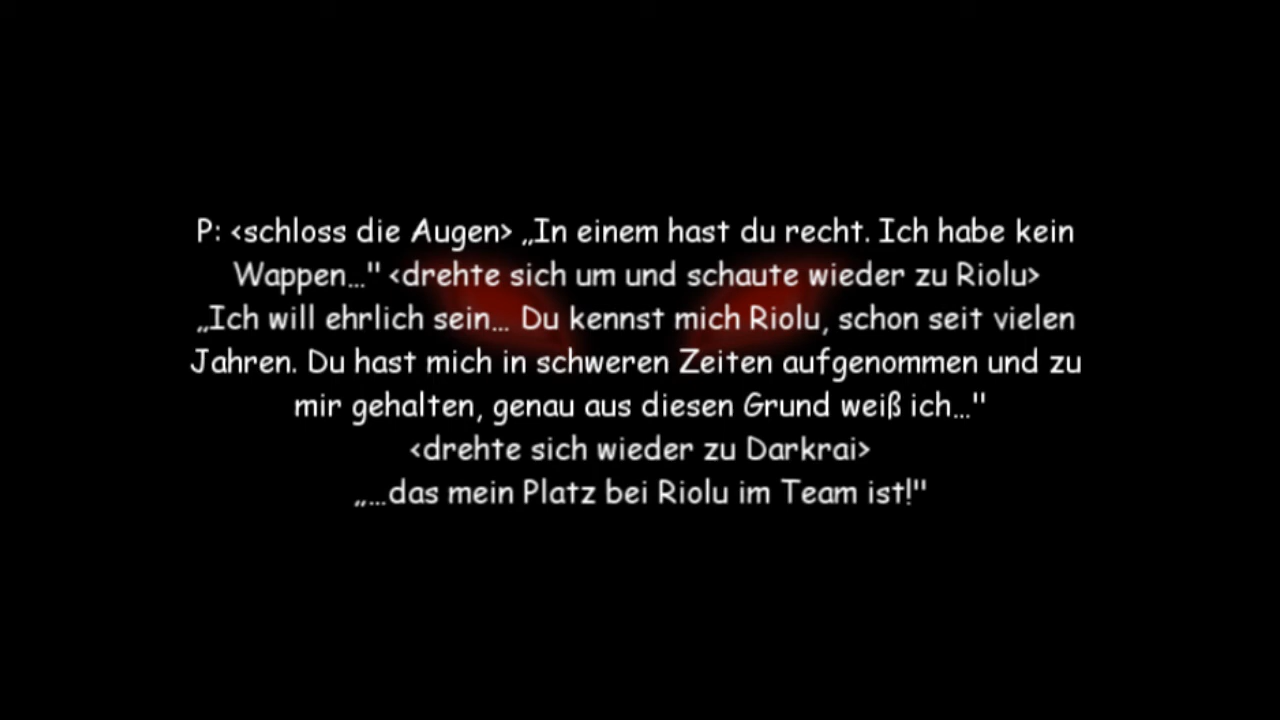 P: <schloss die Augen> „In einem hast du recht. Ich habe kein
Wappen..." <drehte sich um und schaute wieder zu Riolu>
„Ich will ehrlich sein... Du kennst mich Riolu, schon seit vielen
Jahren. Du hast mich in schweren Zeiten aufgenommen und zu
mir gehalten, genau aus diesen Grund weiß ich..."
<drehte sich wieder zu Darkrai>
„...das mein Platz bei Riolu im Team ist!"